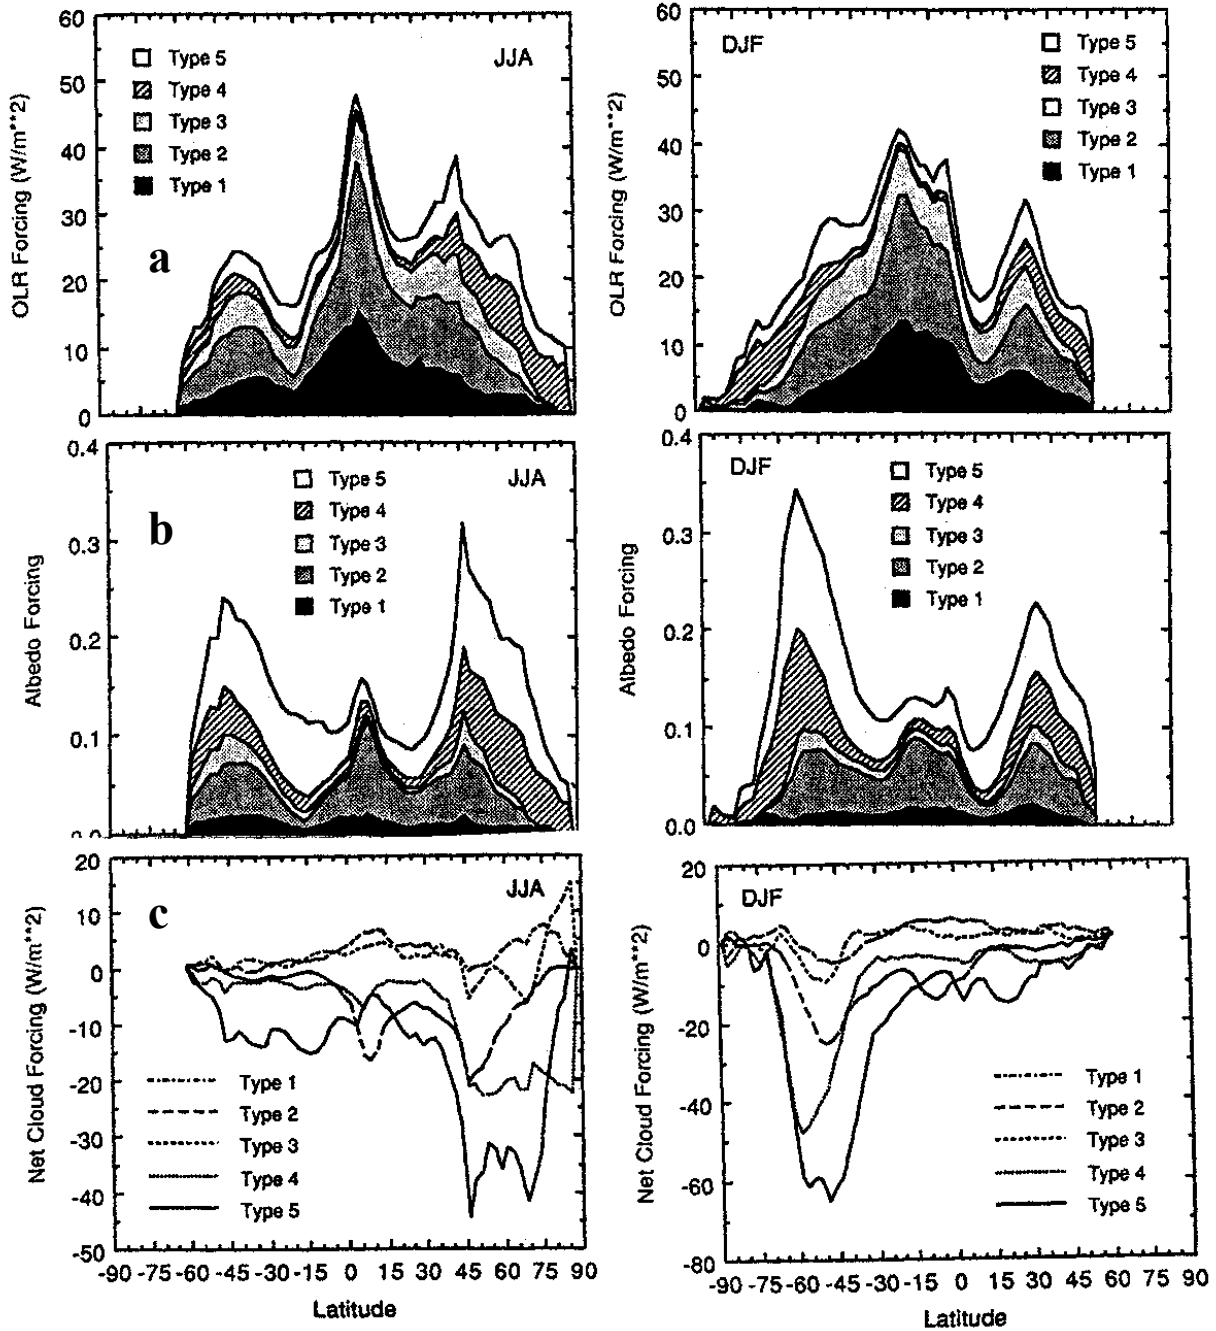 OLR Forcing (W/m**2)
60
50
40
30
20
10
0
Type 5
Type 4
Type 3
Type 2
Type 1
JJA
a
OLR Forcing (W/m**2)
60
50
40
30
20
10
0
DJF
Type 5
Type 4
Type 3
Type 2
Type 1
Albedo Forcing
0.4
0.3
0.2
0.1
0.0
Type 5
Type 4
Type 3
Type 2
Type 1
JJA
b
Albedo Forcing
0.4
0.3
0.2
0.1
0.0
DJF
Type 5
Type 4
Type 3
Type 2
Type 1
Net Cloud Forcing (W/m**2)
20
10
0
-10
-20
-30
-40
-50
c
JJA
Type 1
Type 2
Type 3
Type 4
Type 5
-90 -75 -60 -45 -30 -15 0 15 30 45 60 75 90
Latitude
Net Cloud Forcing (W/m**2)
20
0
-20
-40
-60
-80
DJF
Type 1
Type 2
Type 3
Type 4
Type 5
-90 -75 -60 -45 -30 -15 0 15 30 45 60 75 90
Latitude